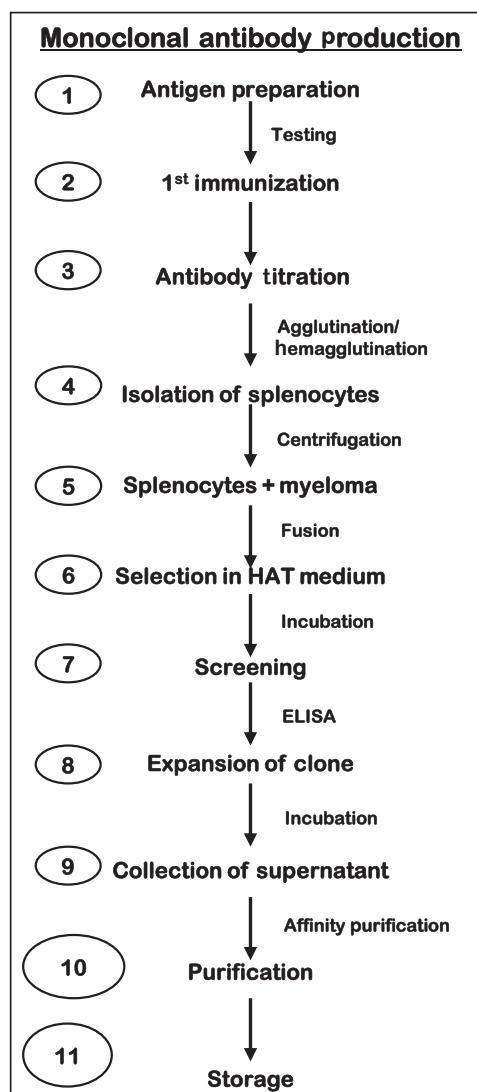 Monoclonal antibody production
1 Antigen preparation
Testing
2 1st immunization
3 Antibody titration
Agglutination/
hemagglutination
4 Isolation of splenocytes
Centrifugation
5 Splenocytes + myeloma
Fusion
6 Selection in HAT medium
Incubation
7 Screening
ELISA
8 Expansion of clone
Incubation
9 Collection of supernatant
Affinity purification
10 Purification
11 Storage